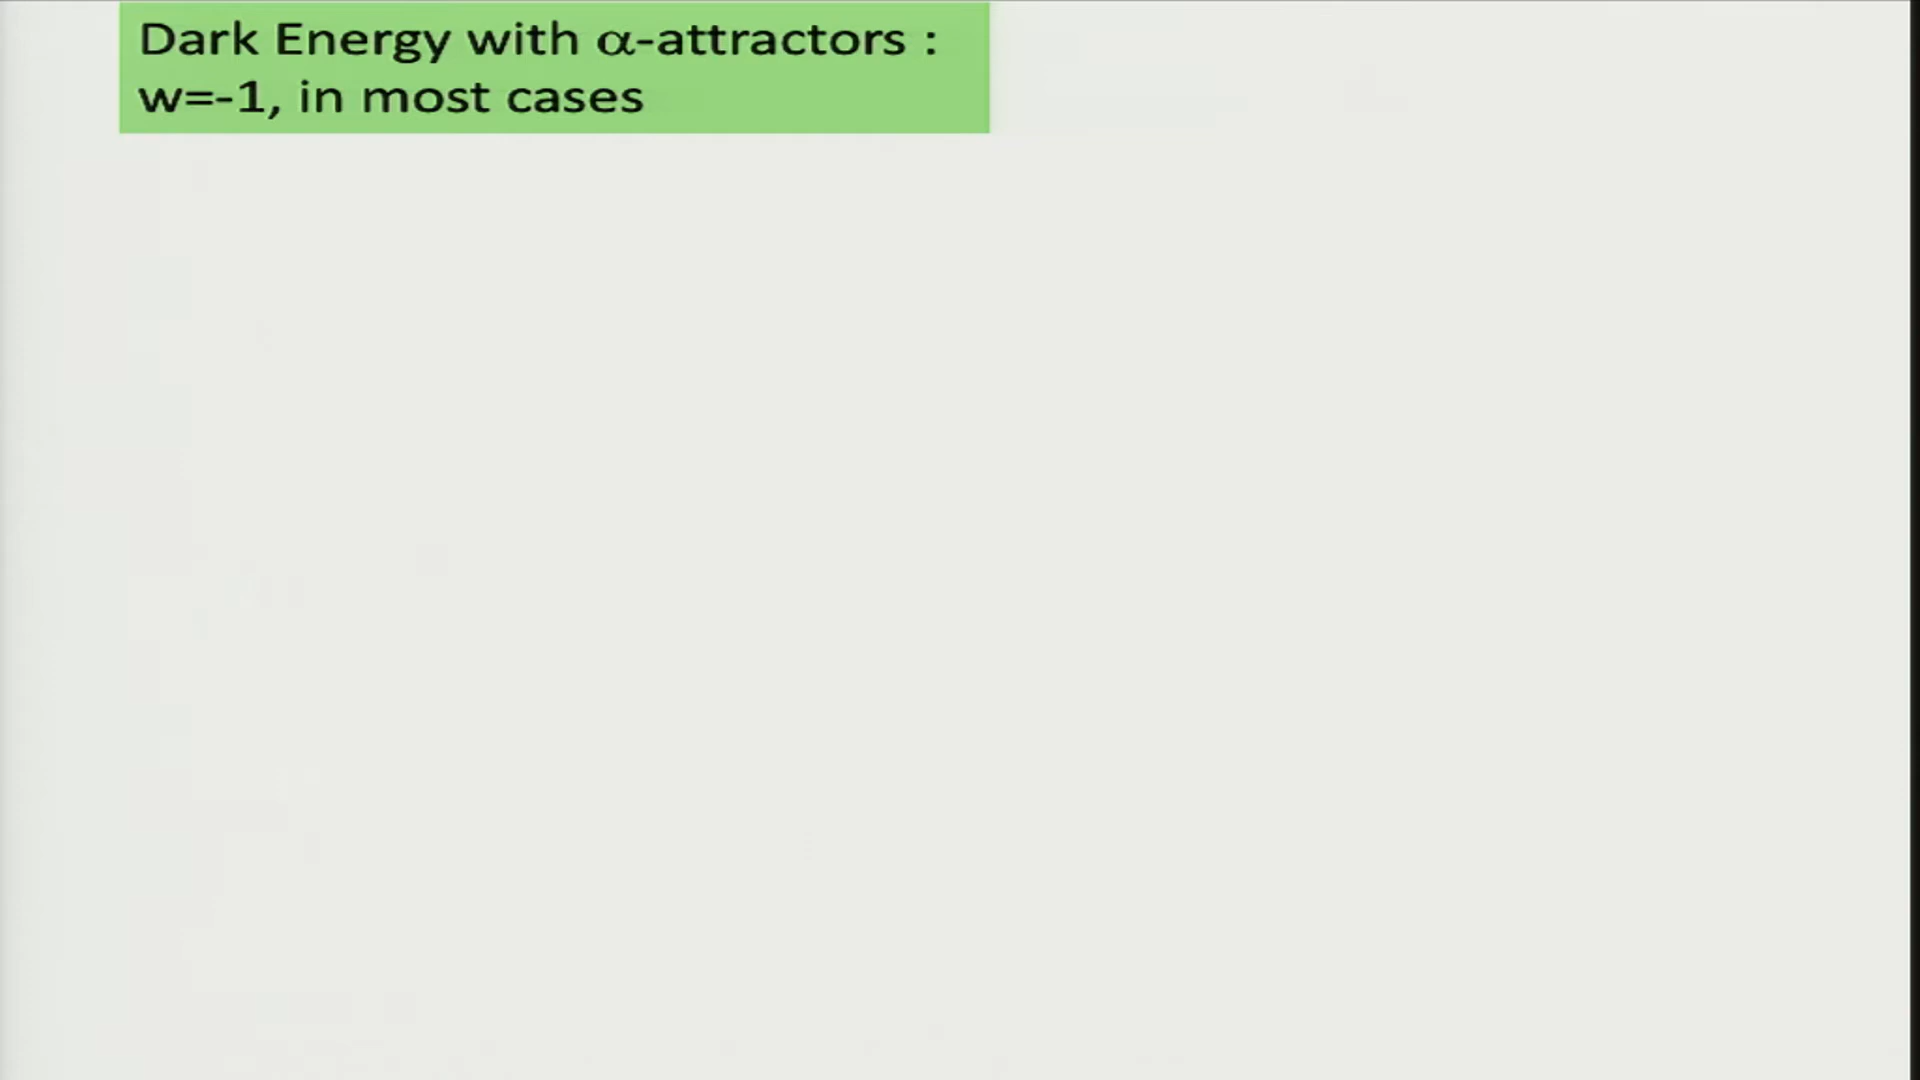 Dark Energy with α-attractors :
w=-1, in most cases